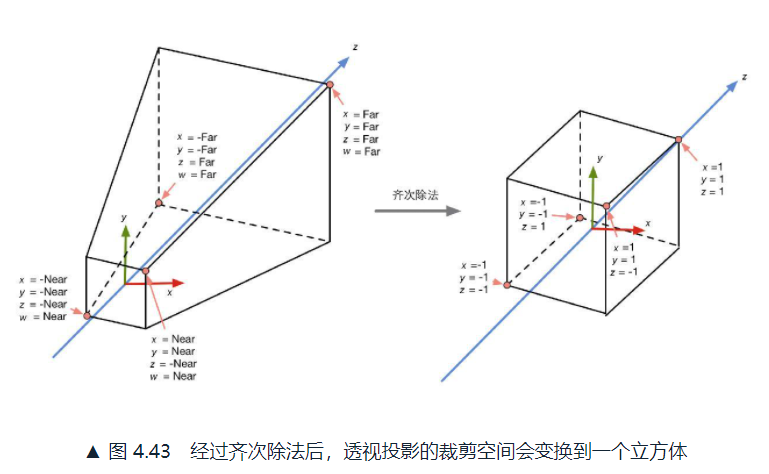 z
x = Far
y = Far
z = Far
w = Far
x = -Far
y = -Far
z = Far
w = Far
y
x
x = -Near
y = -Near
z = -Near
w = Near
x = Near
y = Near
z = -Near
w = Near
齐次除法
z
x =1
y = 1
z = 1
y
x =-1
y = -1
z = 1
x
x =1
y = 1
z = -1
x =-1
y = -1
z = -1
▲ 图 4.43 经过齐次除法后，透视投影的裁剪空间会变换到一个立方体